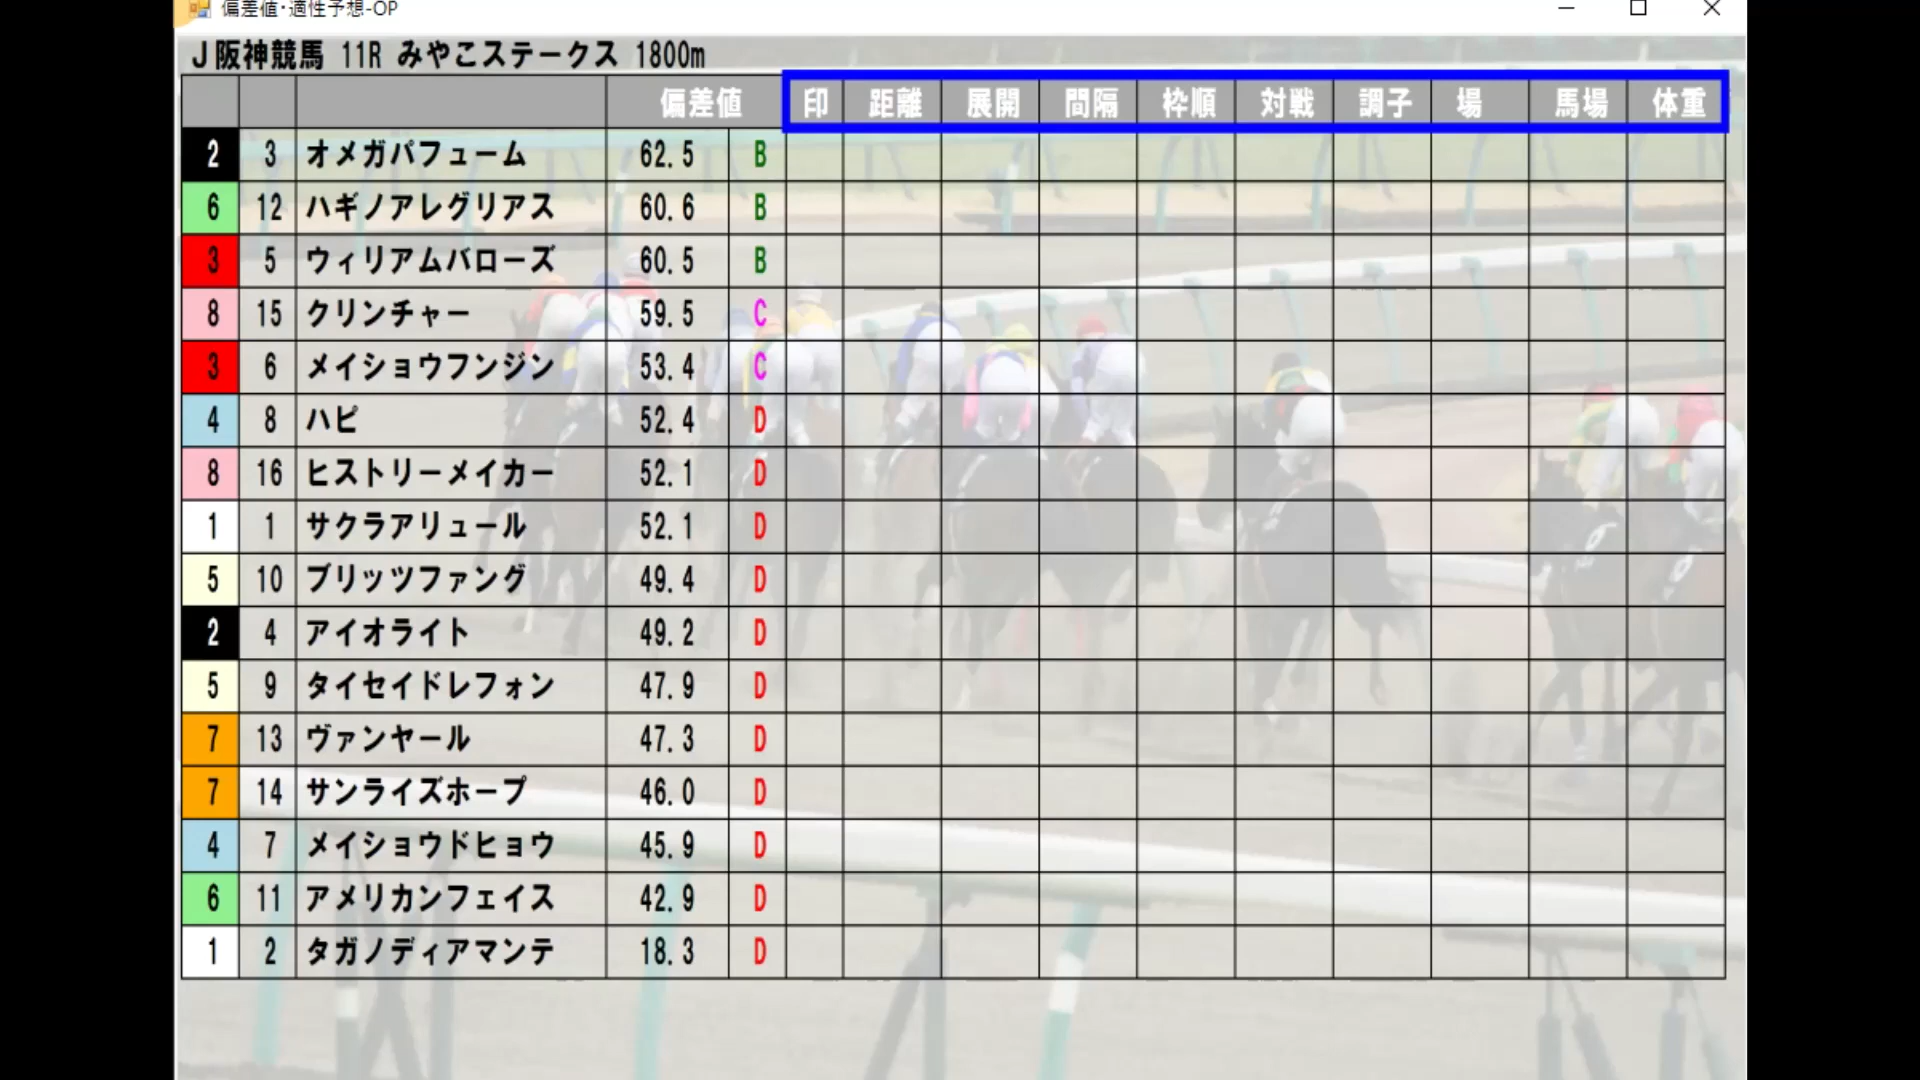 偏差値・適性予想-OP
J阪神競馬 11R みやこステークス 1800m
偏差値 印 距離 展開 間隔 枠順 対戦 調子 場 馬場 体重
2 3 オメガパフューム 62.5 B
6 12 ハギノアレグリアス 60.6 B
3 5 ウィリアムバローズ 60.5 B
8 15 クリンチャー 59.5 C
3 6 メイショウフンジン 53.4 C
4 8 ハピ 52.4 D
8 16 ヒストリーメイカー 52.1 D
1 1 サクラアリュール 52.1 D
5 10 ブリッツファング 49.4 D
2 4 アイオライト 49.2 D
5 9 タイセイドレフォン 47.9 D
7 13 ヴァンヤール 47.3 D
7 14 サンライズホープ 46.0 D
4 7 メイショウドヒョウ 45.9 D
6 11 アメリカンフェイス 42.9 D
1 2 タガノディアマンテ 18.3 D